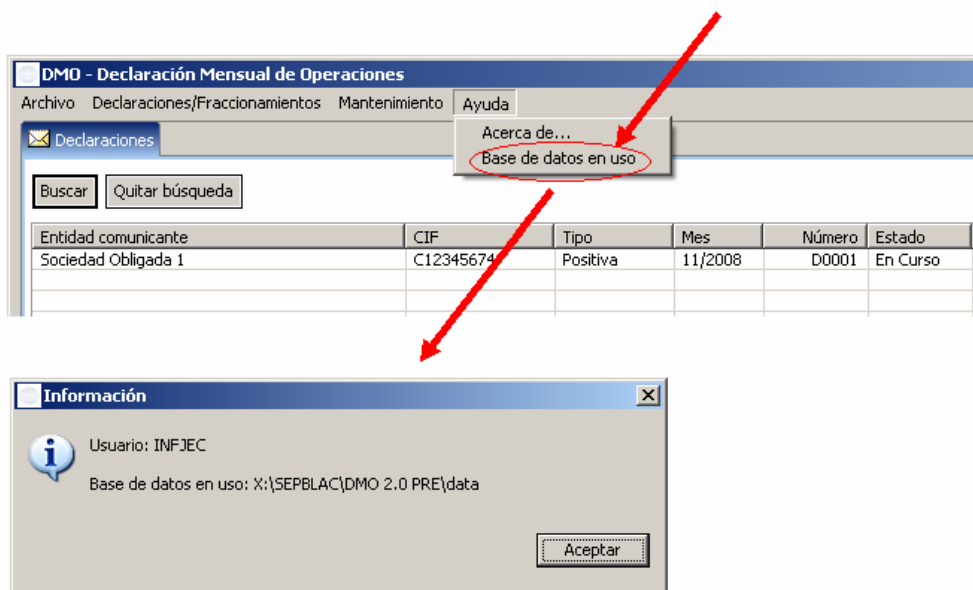 DMO - Declaración Mensual de Operaciones
Archivo Declaraciones/Fraccionamientos Mantenimiento Ayuda
Acerca de...
Base de datos en uso
Declaraciones
Buscar Quitar búsqueda
Entidad comunicante CIF Tipo Mes Número Estado
Sociedad Obligada 1 Positiva 11/2008 D0001 En Curso
Información
Usuario: INFJEC
Base de datos en uso: X:\SEPBLAC\DMO 2.0 PRE\data
Aceptar